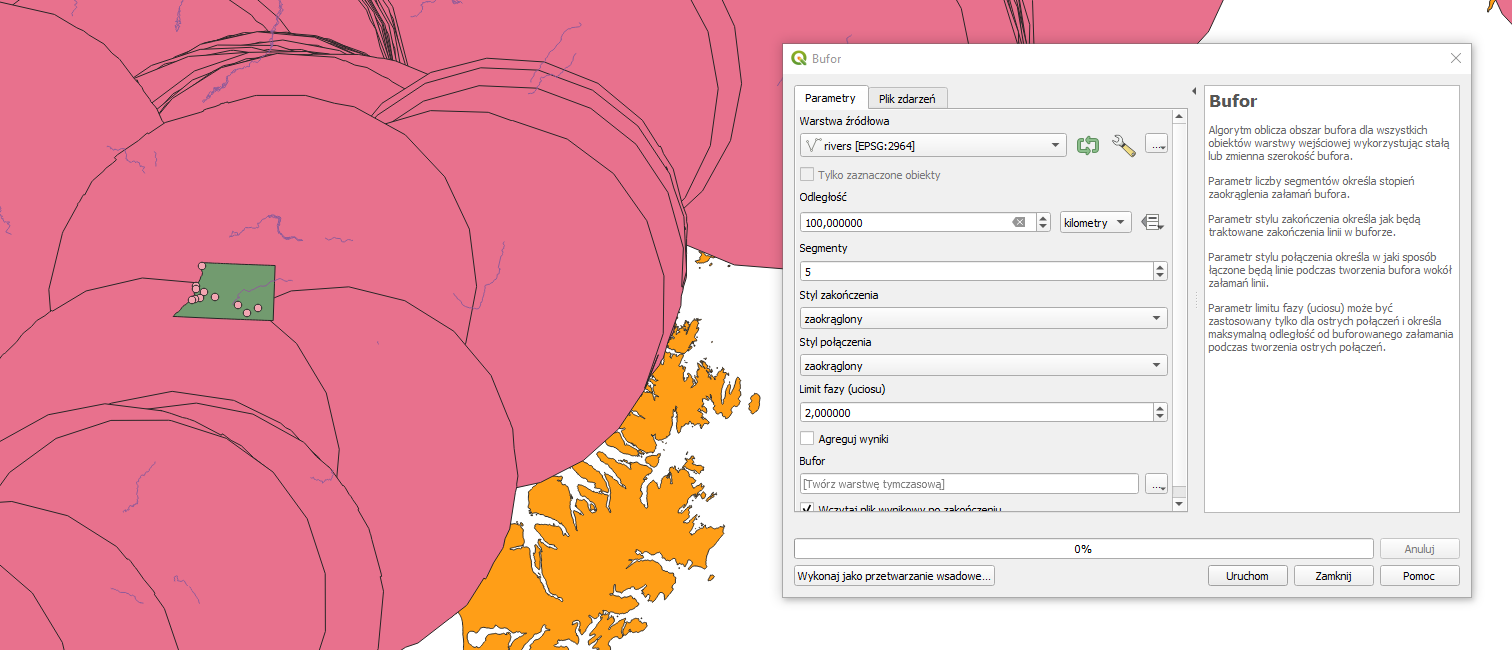 Bufor
Parametry
Plik zdarzeń
Warstwa źródłowa
rivers [EPSG:2964]
...
Tylko zaznaczone obiekty
Odległość
100,000000
kilometry
Segmenty
5
Styl zakończenia
zaokrąglony
Styl połączenia
zaokrąglony
Limit fazy (uciosu)
2,000000
Agreguj wyniki
Bufor
[Twórz warstwę tymczasową]
...
Wczytaj plik wynikowy po zakończeniu
0%
Anuluj
Wykonaj jako przetwarzanie wsadowe...
Uruchom
Zamknij
Pomoc
Bufor
Algorytm oblicza obszar bufora dla wszystkich
obiektów warstwy wejściowej wykorzystując stałą
lub zmienna szerokość bufora.
Parametr liczby segmentów określa stopień
zaokrąglenia załamań bufora.
Parametr stylu zakończenia określa jak będą
traktowane zakończenia linii w buforze.
Parametr stylu połączenia określa w jaki sposób
łączone będą linie podczas tworzenia bufora wokół
załamań linii.
Parametr limitu fazy (uciosu) może być
zastosowany tylko dla ostrych połączeń i określa
maksymalną odległość od buforowanego załamania
podczas tworzenia ostrych połączeń.